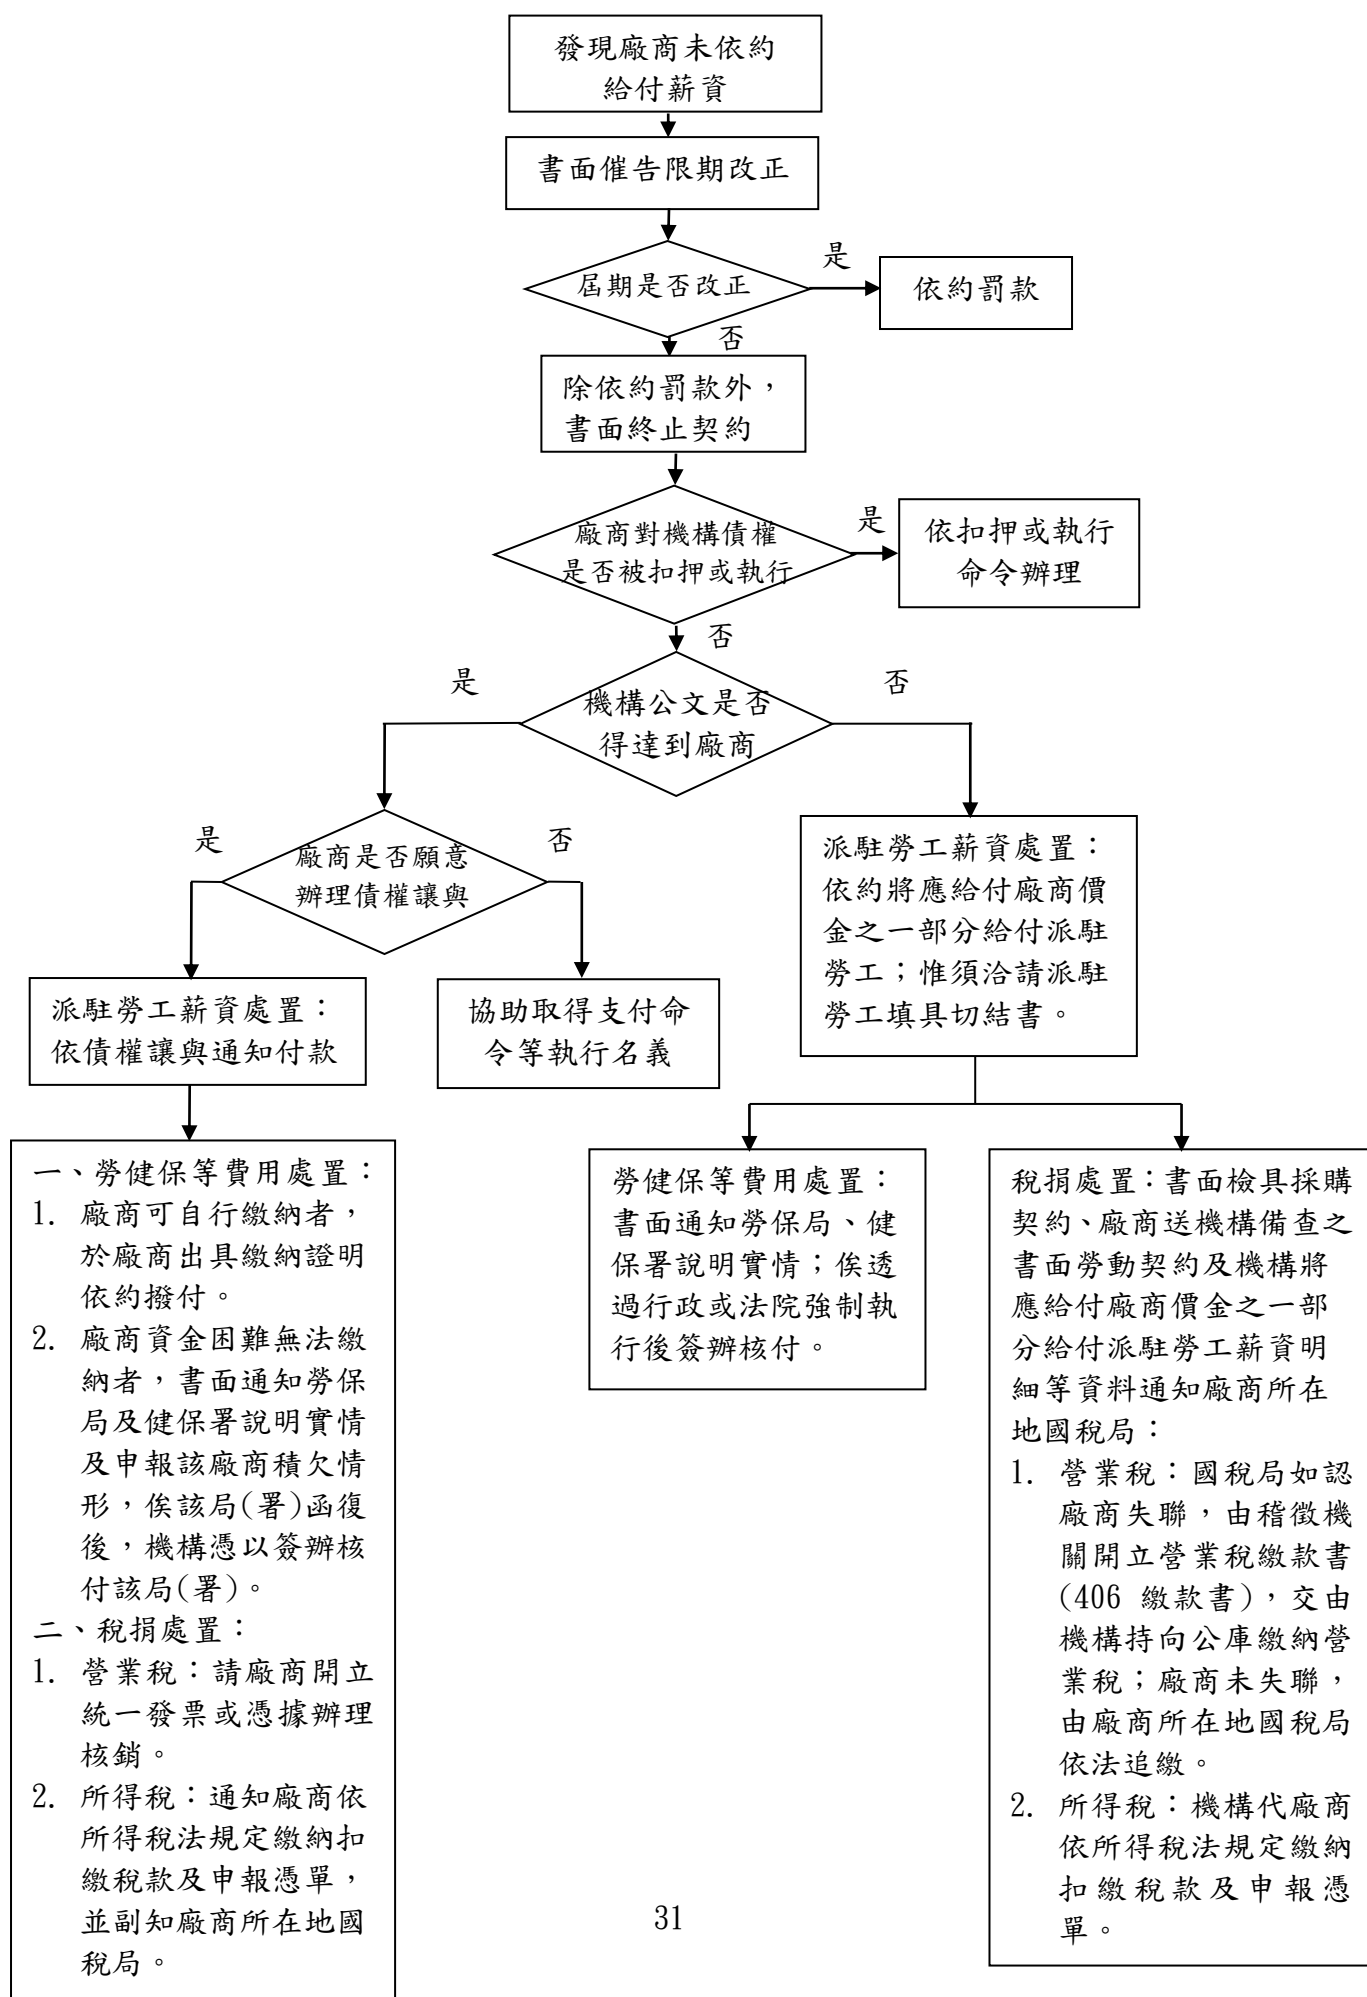 發現廠商未依約
給付薪資
書面催告限期改正
屆期是否改正
是
依約罰款
否
除依約罰款外，
書面終止契約
廠商對機構債權
是否被扣押或執行
是
依扣押或執行
命令辦理
否
機構公文是否
得達到廠商
是
否
廠商是否願意
辦理債權讓與
是
否
派駐勞工薪資處置：
依債權讓與通知付款
協助取得支付命
令等執行名義
派駐勞工薪資處置：
依約將應給付廠商價
金之一部分給付派駐
勞工；惟須洽請派駐
勞工填具切結書。
一、勞健保等費用處置：
1. 廠商可自行繳納者，
於廠商出具繳納證明
依約撥付。
2. 廠商資金困難無法繳
納者，書面通知勞保
局及健保署說明實情
及申報該廠商積欠情
形，俟該局(署)函復
後，機構憑以簽辦核
付該局(署)。
二、稅捐處置：
1. 營業稅：請廠商開立
統一發票或憑據辦理
核銷。
2. 所得稅：通知廠商依
所得稅法規定繳納扣
繳稅款及申報憑單，
並副知廠商所在地國
稅局。
勞健保等費用處置：
書面通知勞保局、健
保署說明實情；俟透
過行政或法院強制執
行後簽辦核付。
稅捐處置：書面檢具採購
契約、廠商送機構備查之
書面勞動契約及機構將
應給付廠商價金之一部
分給付派駐勞工薪資明
細等資料通知廠商所在
地國稅局：
1. 營業稅：國稅局如認
廠商失聯，由稽徵機
關開立營業稅繳款書
(406 繳款書)，交由
機構持向公庫繳納營
業稅；廠商未失聯，
由廠商所在地國稅局
依法追繳。
2. 所得稅：機構代廠商
依所得稅法規定繳納
扣繳稅款及申報憑
單。
31